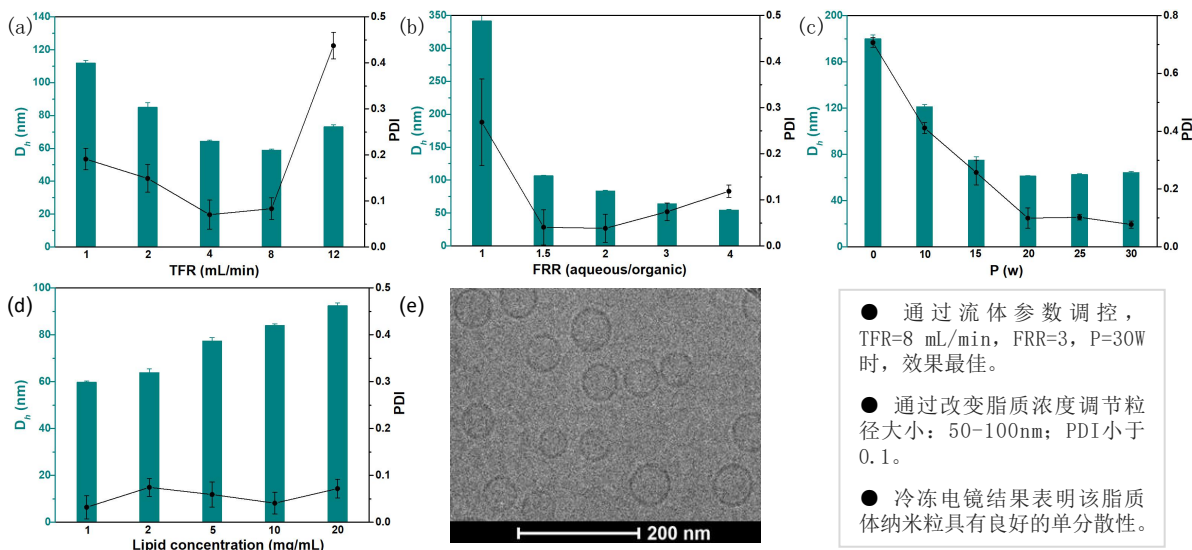 (a)
120
100
80
60
40
20
0
D_h (nm)
0.5
0.4
0.3
0.2
0.1
0.0
PDI
1 2 4 8 12
TFR (mL/min)
(b)
350
300
250
200
150
100
50
0
D_h (nm)
0.5
0.4
0.3
0.2
0.1
0.0
PDI
1 1.5 2 3 4
FRR (aqueous/organic)
(c)
200
160
120
80
40
0
D_h (nm)
0.8
0.6
0.4
0.2
0.0
PDI
0 10 15 20 25 30
P (w)
(d)
100
80
60
40
20
0
D_h (nm)
0.5
0.4
0.3
0.2
0.1
0.0
PDI
1 2 5 10 20
Lipid concentration (mg/mL)
(e)
200 nm
● 通过流体参数调控，
TFR=8 mL/min，FRR=3，P=30W
时，效果最佳。
● 通过改变脂质浓度调节粒
径大小：50-100nm；PDI小于
0.1。
● 冷冻电镜结果表明该脂质
体纳米粒具有良好的单分散性。